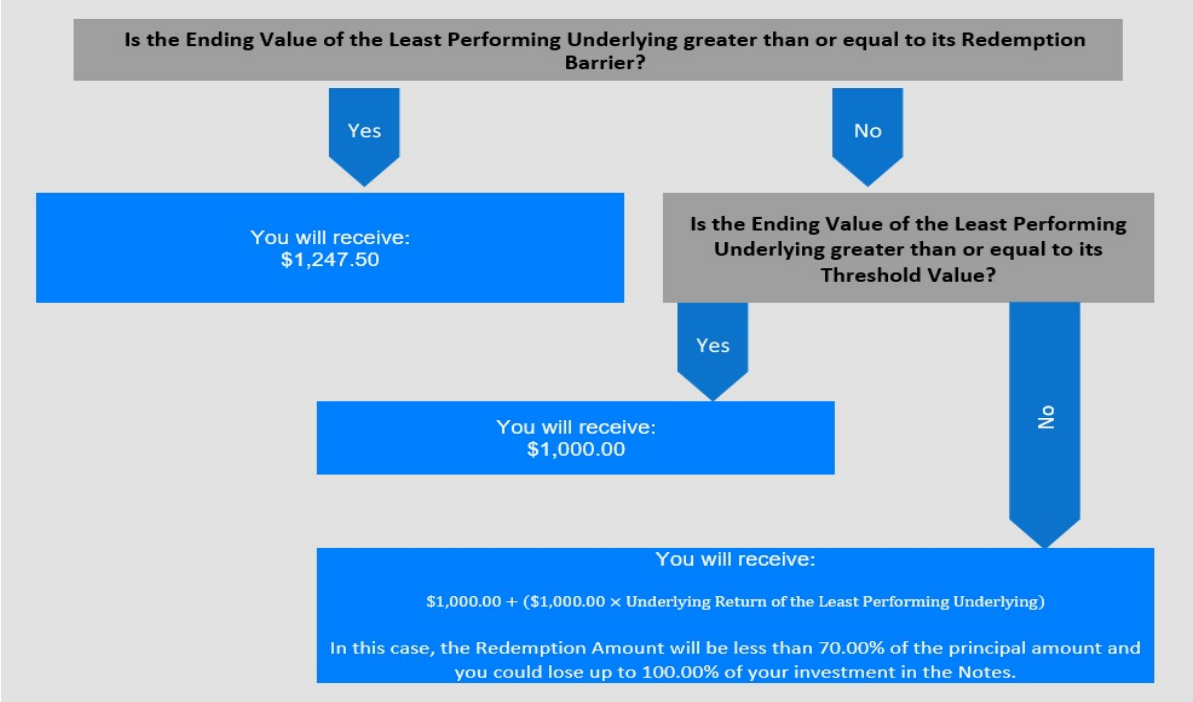 Is the Ending Value of the Least Performing Underlying greater than or equal to its Redemption
Barrier?
Yes
No
You will receive:
$1,247.50
Is the Ending Value of the Least Performing
Underlying greater than or equal to its
Threshold Value?
Yes
No
You will receive:
$1,000.00
You will receive:
$1,000.00 + ($1,000.00 × Underlying Return of the Least Performing Underlying)
In this case, the Redemption Amount will be less than 70.00% of the principal amount and
you could lose up to 100.00% of your investment in the Notes.